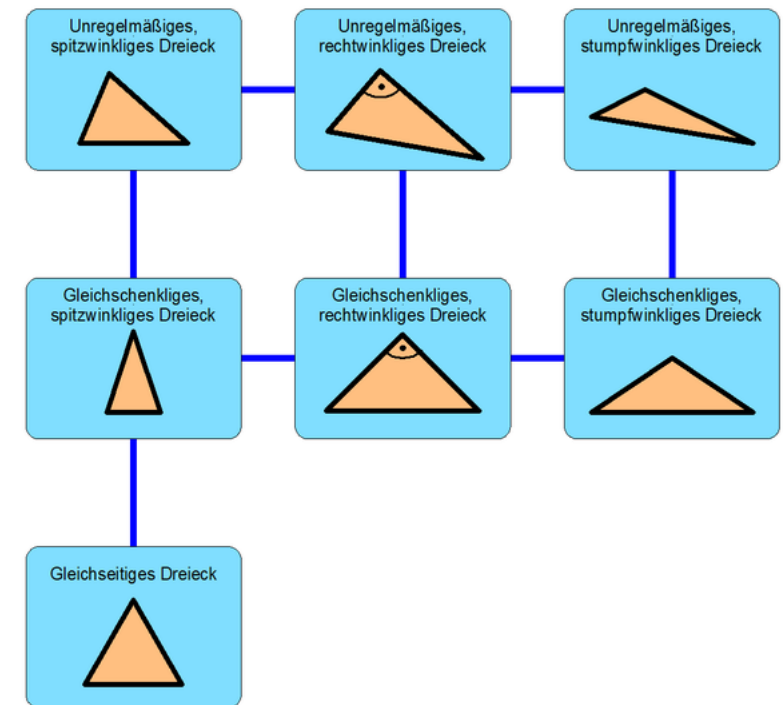 Unregelmäßiges,
spitzwinkliges Dreieck
Unregelmäßiges,
rechtwinkliges Dreieck
Unregelmäßiges,
stumpfwinkliges Dreieck
Gleichschenkliges,
spitzwinkliges Dreieck
Gleichschenkliges,
rechtwinkliges Dreieck
Gleichschenkliges,
stumpfwinkliges Dreieck
Gleichseitiges Dreieck